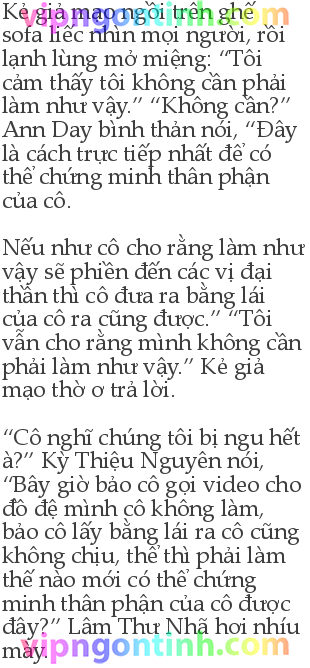 Kẻ giả mạo ngồi trên ghế
sofa liếc nhìn mọi người, rồi
lạnh lùng mở miệng: “Tôi
cảm thấy tôi không cần phải
làm như vậy.” “Không cần?”
Ann Day bình thản nói, “Đây
là cách trực tiếp nhất để có
thể chứng minh thân phận
của cô.
Nếu như cô cho rằng làm như
vậy sẽ phiền đến các vị đại
thần thì cô đưa ra bằng lái
của cô ra cũng được.” “Tôi
vẫn cho rằng mình không cần
phải làm như vậy.” Kẻ giả
mạo thờ ơ trả lời.
“Cô nghĩ chúng tôi bị ngu hết
à?” Kỳ Thiệu Nguyên nói,
“Bây giờ bảo cô gọi video cho
đồ đệ mình cô không làm,
bảo cô lấy bằng lái ra cô cũng
không chịu, thể thì phải làm
thế nào mới có thể chứng
minh thân phận của cô được
đây?” Lâm Thư Nhã hơi nhíu
mày.
vipngontinh.com
vipngontinh.com